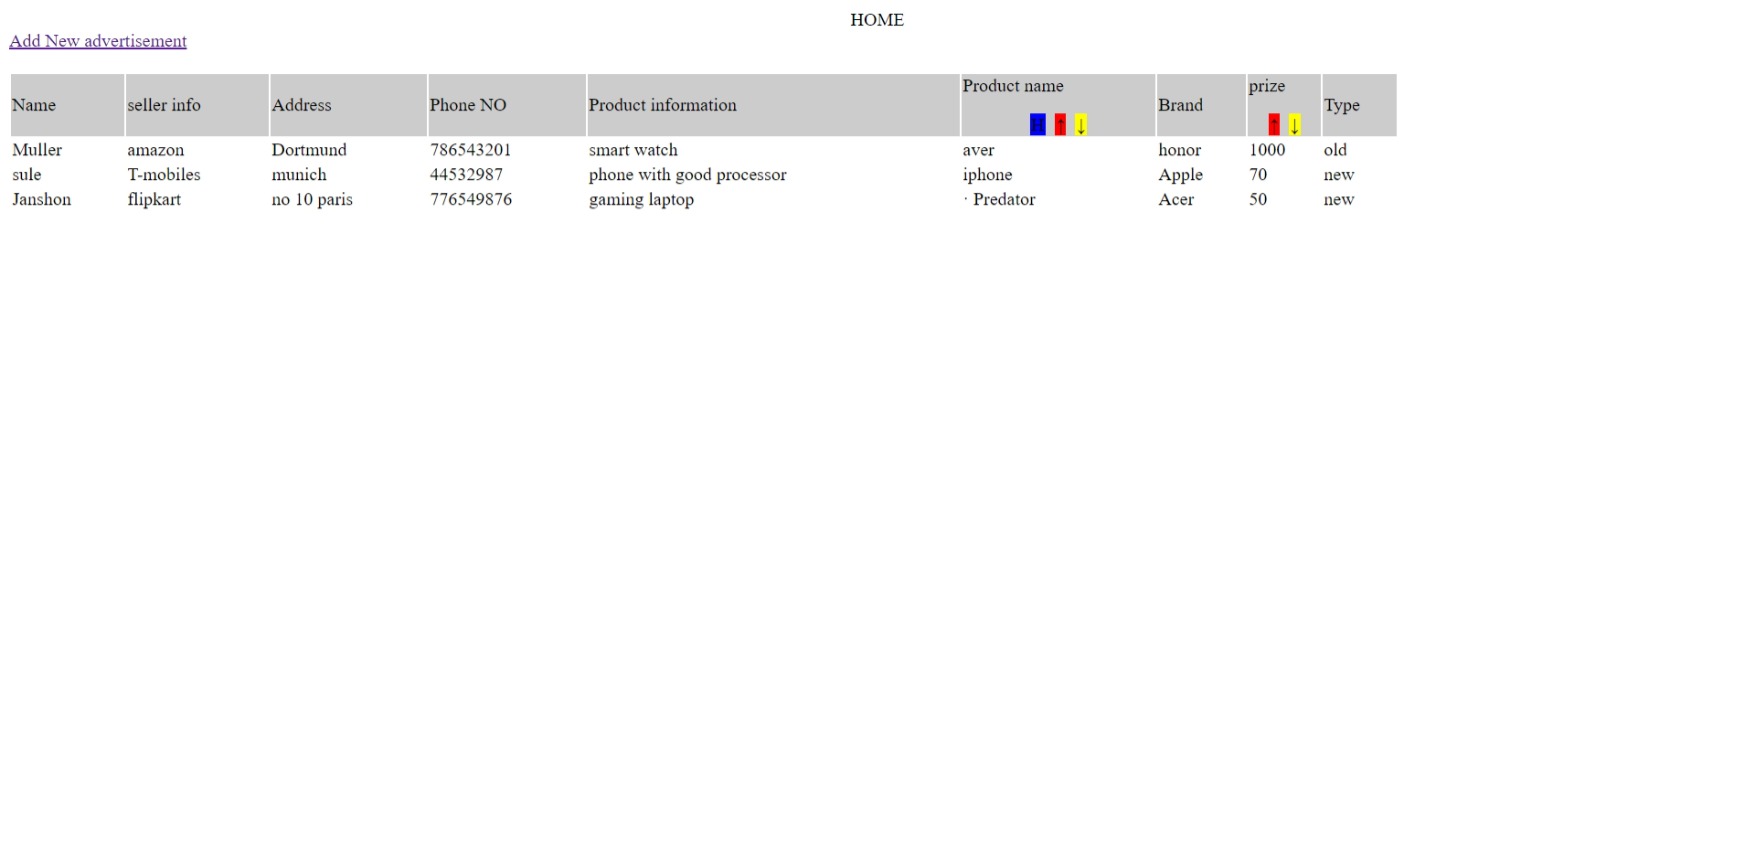 HOME
Add New advertisement
Name seller info Address Phone NO Product information Product name Brand prize Type
H ↑ ↓ ↑ ↓
Muller amazon Dortmund 786543201 smart watch aver honor 1000 old
sule T-mobiles munich 44532987 phone with good processor iphone Apple 70 new
Janshon flipkart no 10 paris 776549876 gaming laptop · Predator Acer 50 new